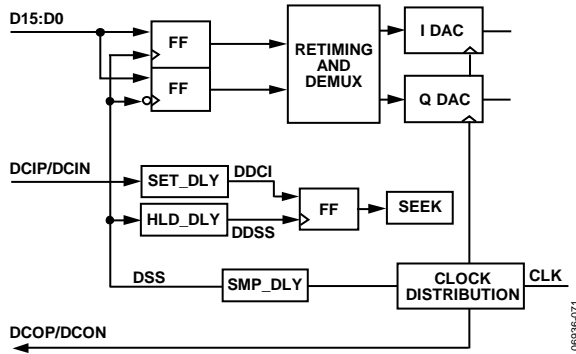 D15:D0
FF
FF
RETIMING
AND
DEMUX
I DAC
Q DAC
DCIP/DCIN
SET_DLY
DDCI
HLD_DLY
DDSS
FF
SEEK
DSS
SMP_DLY
CLOCK
DISTRIBUTION
CLK
DCOP/DCON
06936-071